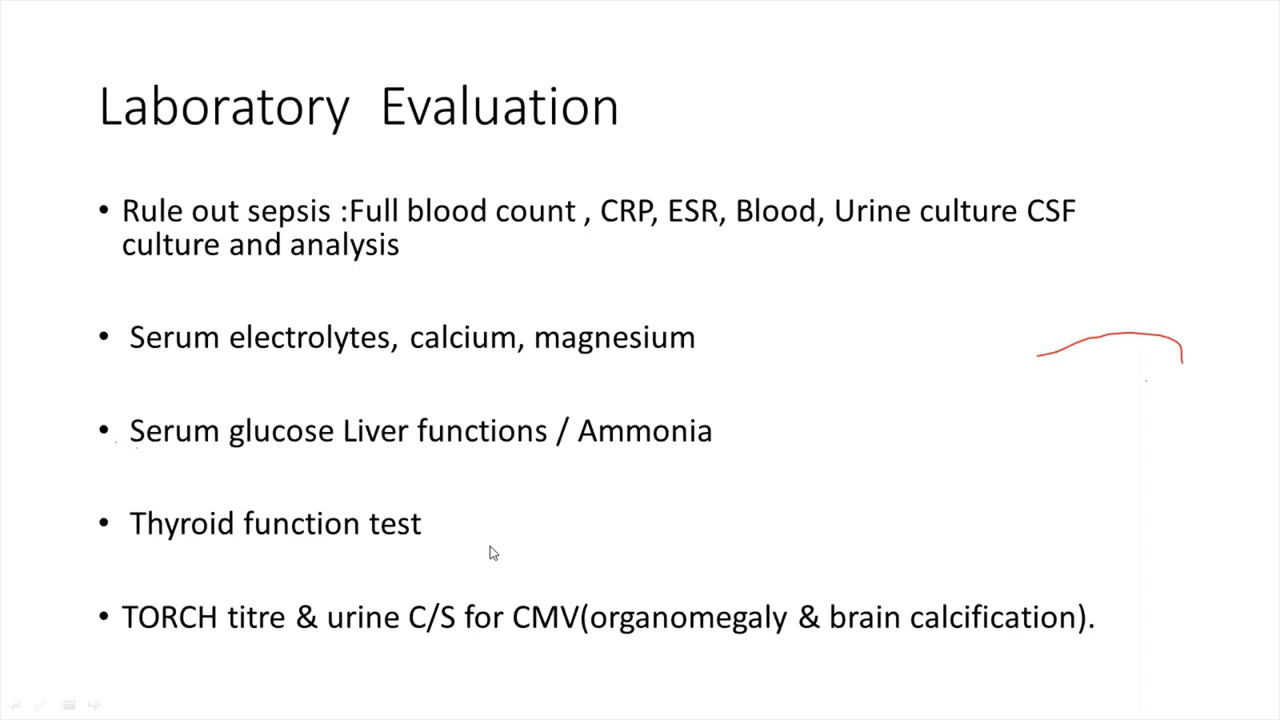 Laboratory Evaluation
• Rule out sepsis :Full blood count , CRP, ESR, Blood, Urine culture CSF
culture and analysis
• Serum electrolytes, calcium, magnesium
• Serum glucose Liver functions / Ammonia
• Thyroid function test
• TORCH titre & urine C/S for CMV(organomegaly & brain calcification).